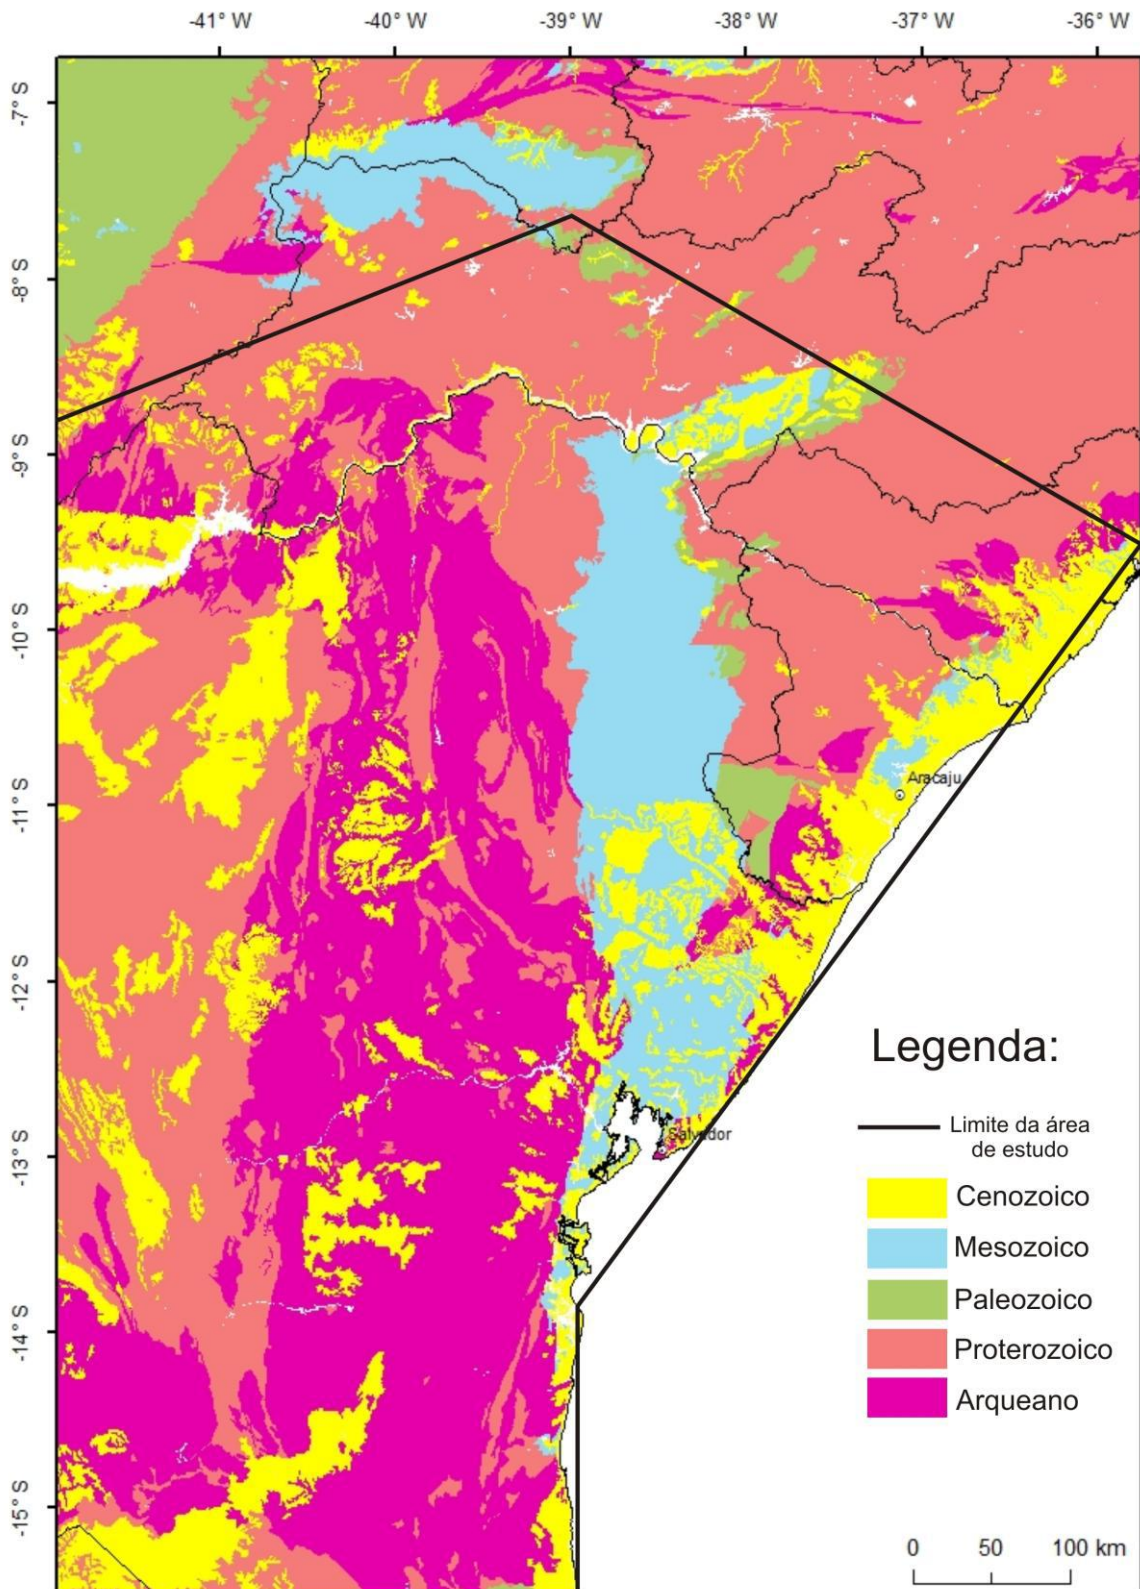 -41° W
-40° W
-39° W
-38° W
-37° W
-36° W
-7° S
-8° S
-9° S
-10° S
-11° S
-12° S
-13° S
-14° S
-15° S
Aracaju
Salvador
Legenda:
Limite da área
de estudo
Cenozoico
Mesozoico
Paleozoico
Proterozoico
Arqueano
0 50 100 km